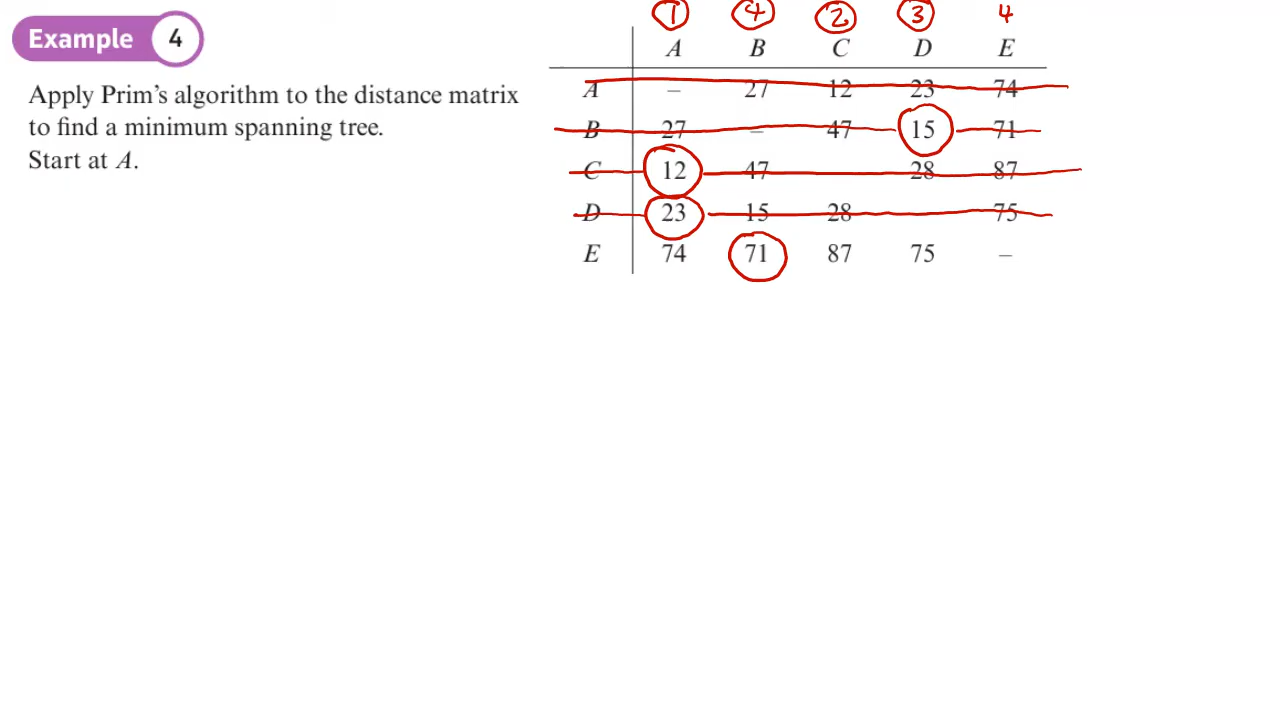 Example 4
Apply Prim's algorithm to the distance matrix
to find a minimum spanning tree.
Start at A.
1 4 2 3 4
A B C D E
A – 27 12 23 74
B 27 – 47 15 71
C 12 47 28 87
D 23 15 28 75
E 74 71 87 75 –